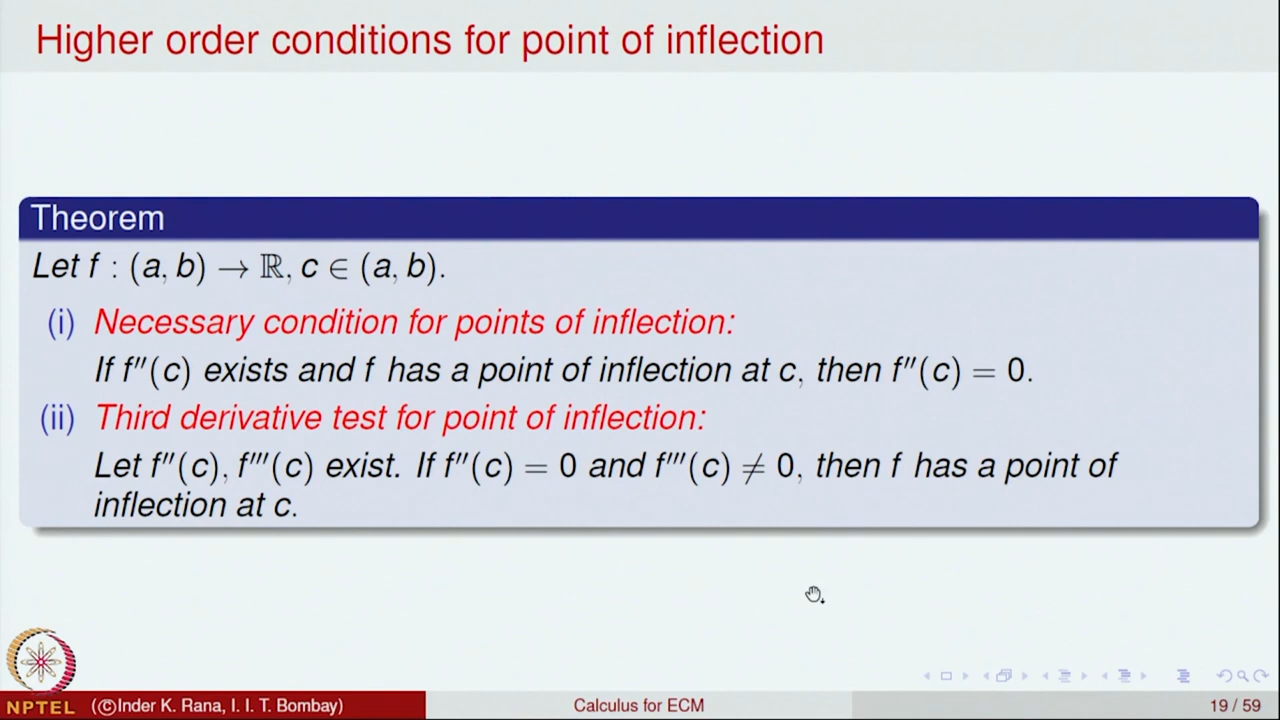 Higher order conditions for point of inflection
Theorem
Let f : (a, b) → ℝ, c ∈ (a, b).
(i) Necessary condition for points of inflection:
If f″(c) exists and f has a point of inflection at c, then f″(c) = 0.
(ii) Third derivative test for point of inflection:
Let f″(c), f‴(c) exist. If f″(c) = 0 and f‴(c) ≠ 0, then f has a point of
inflection at c.
NPTEL (©Inder K. Rana, I. I. T. Bombay) Calculus for ECM 19 / 59